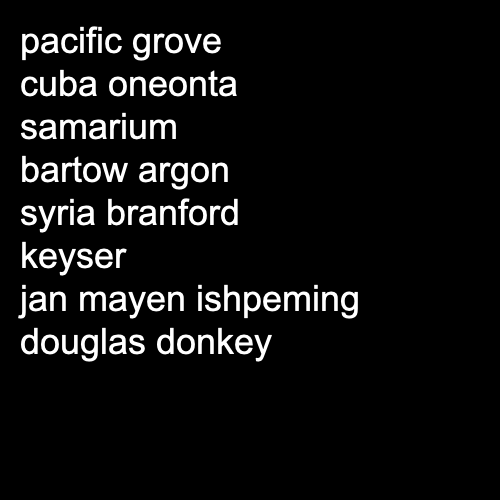 pacific grove
cuba oneonta
samarium
bartow argon
syria branford
keyser
jan mayen ishpeming
douglas donkey